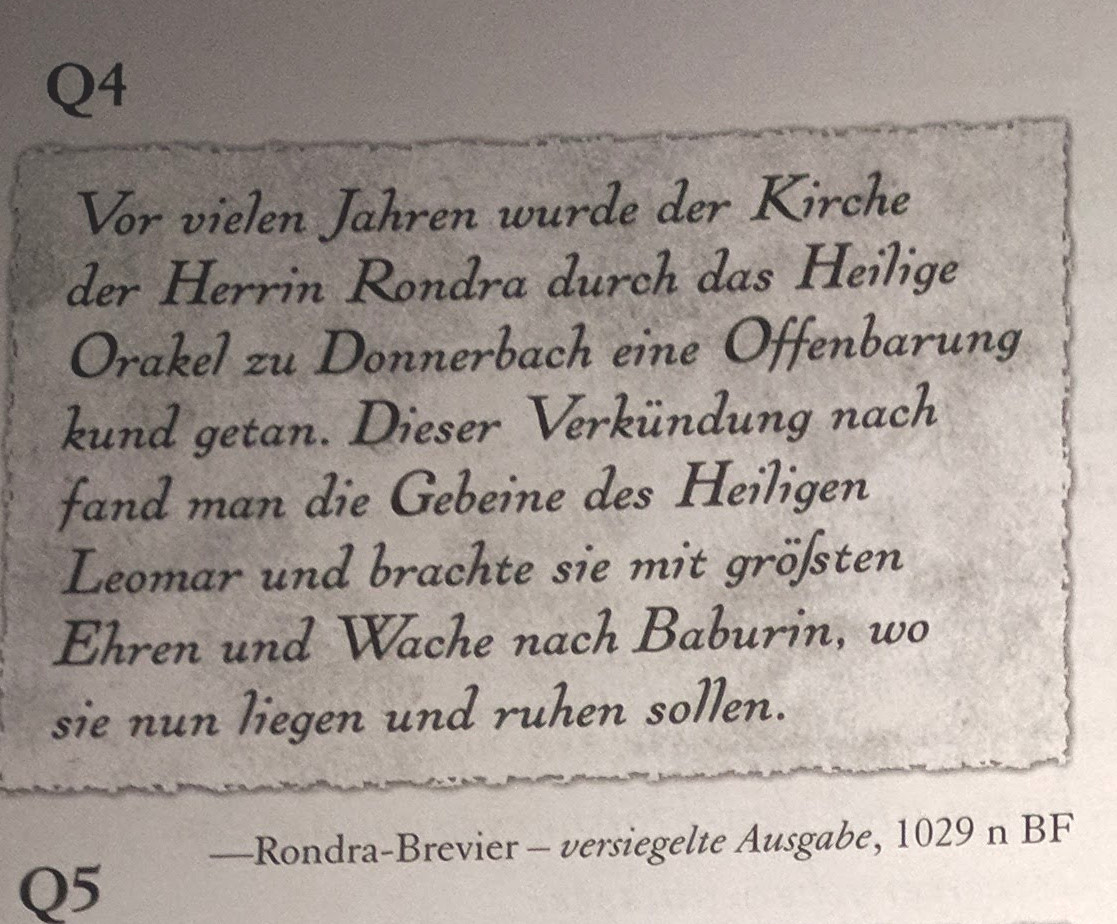 Q4
Vor vielen Jahren wurde der Kirche
der Herrin Rondra durch das Heilige
Orakel zu Donnerbach eine Offenbarung
kund getan. Dieser Verkündung nach
fand man die Gebeine des Heiligen
Leomar und brachte sie mit größten
Ehren und Wache nach Baburin, wo
sie nun liegen und ruhen sollen.
—Rondra-Brevier – versiegelte Ausgabe, 1029 n BF
Q5